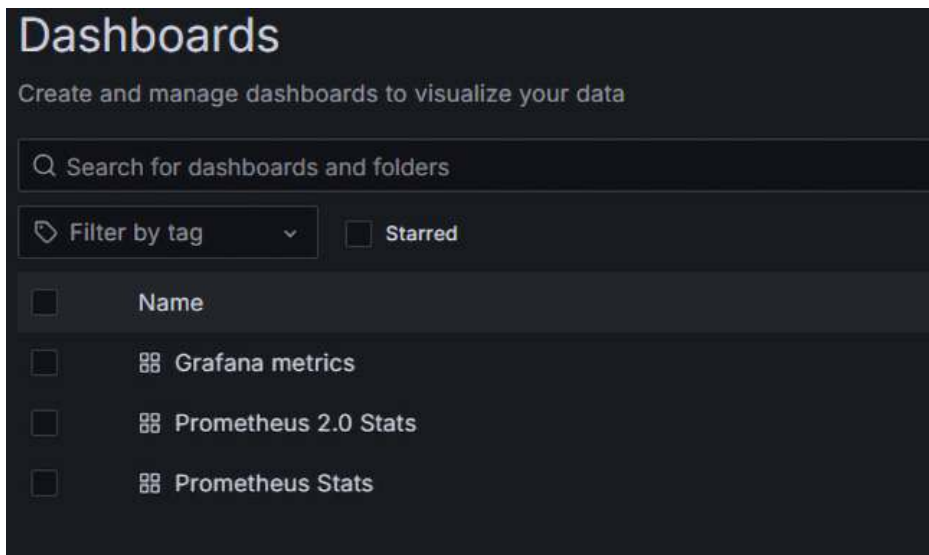 Dashboards
Create and manage dashboards to visualize your data
Search for dashboards and folders
Filter by tag Starred
Name
Grafana metrics
Prometheus 2.0 Stats
Prometheus Stats